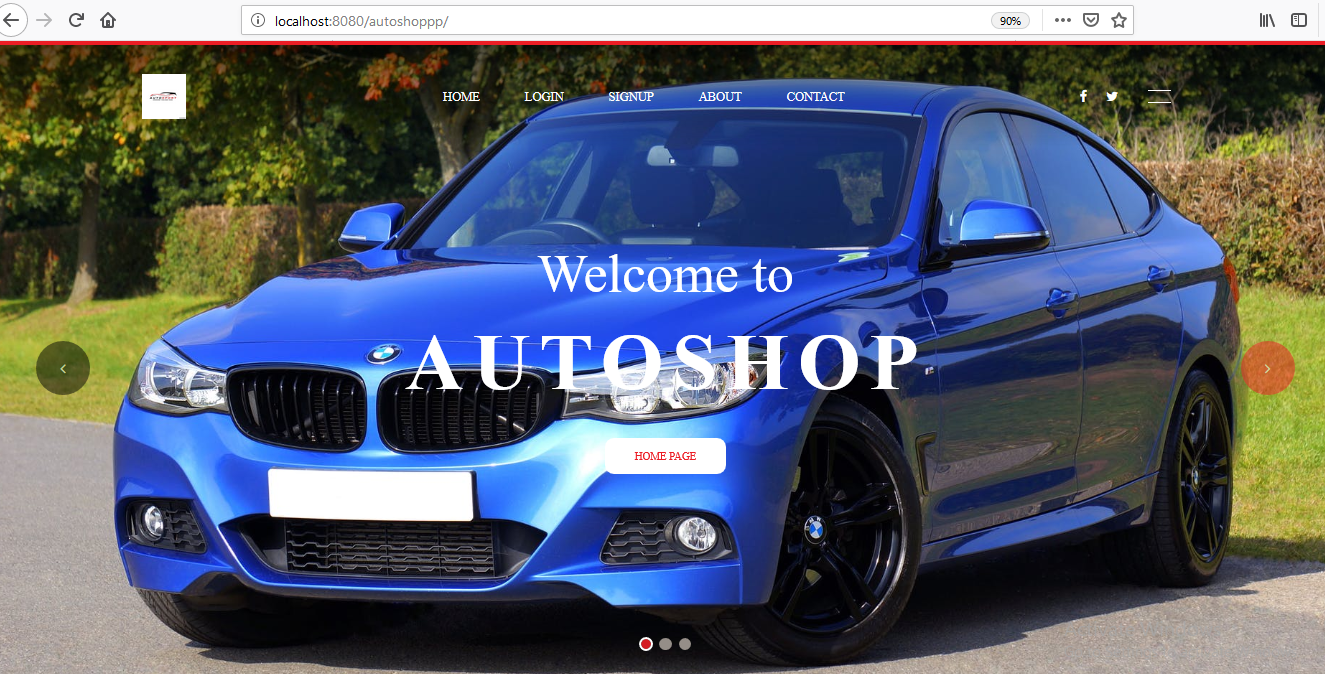 localhost:8080/autoshoppp/
90%
HOME LOGIN SIGNUP ABOUT CONTACT
Welcome to
AUTOSHOP
HOME PAGE